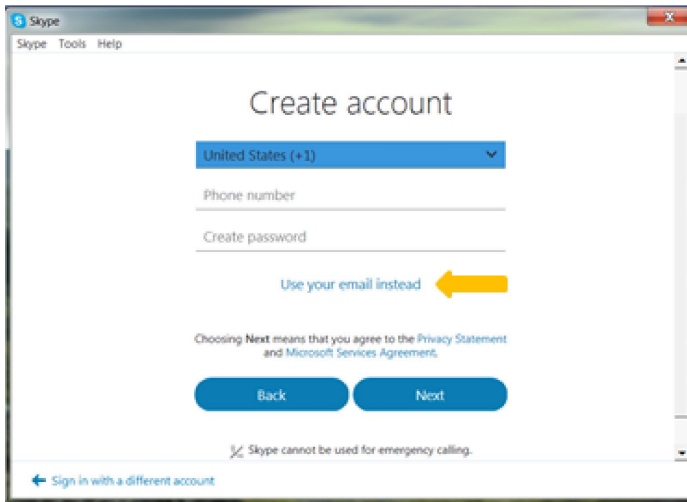 Skype
Skype Tools Help
Create account
United States (+1)
Phone number
Create password
Use your email instead
Choosing Next means that you agree to the Privacy Statement
and Microsoft Services Agreement.
Back Next
Skype cannot be used for emergency calling.
Sign in with a different account